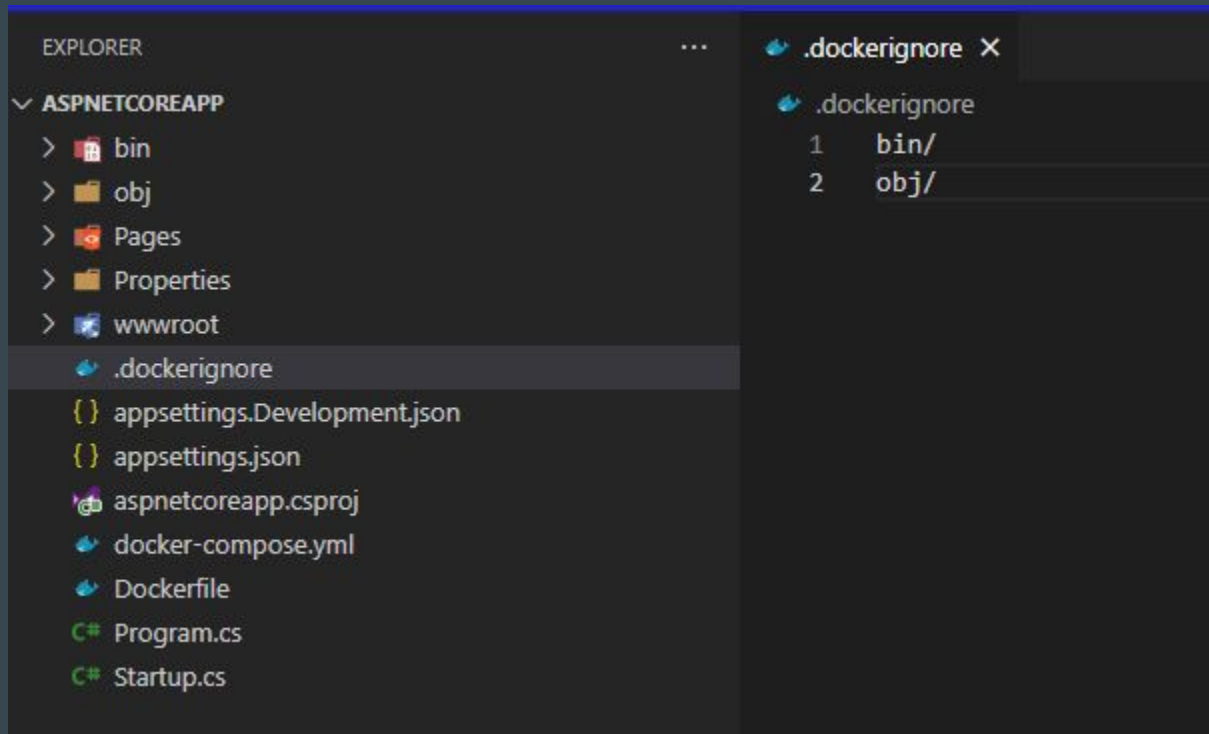 EXPLORER
ASPNETCOREAPP
bin
obj
Pages
Properties
wwwroot
.dockerignore
appsettings.Development.json
appsettings.json
aspnetcoreapp.csproj
docker-compose.yml
Dockerfile
C# Program.cs
C# Startup.cs
.dockerignore
.dockerignore
1 bin/
2 obj/